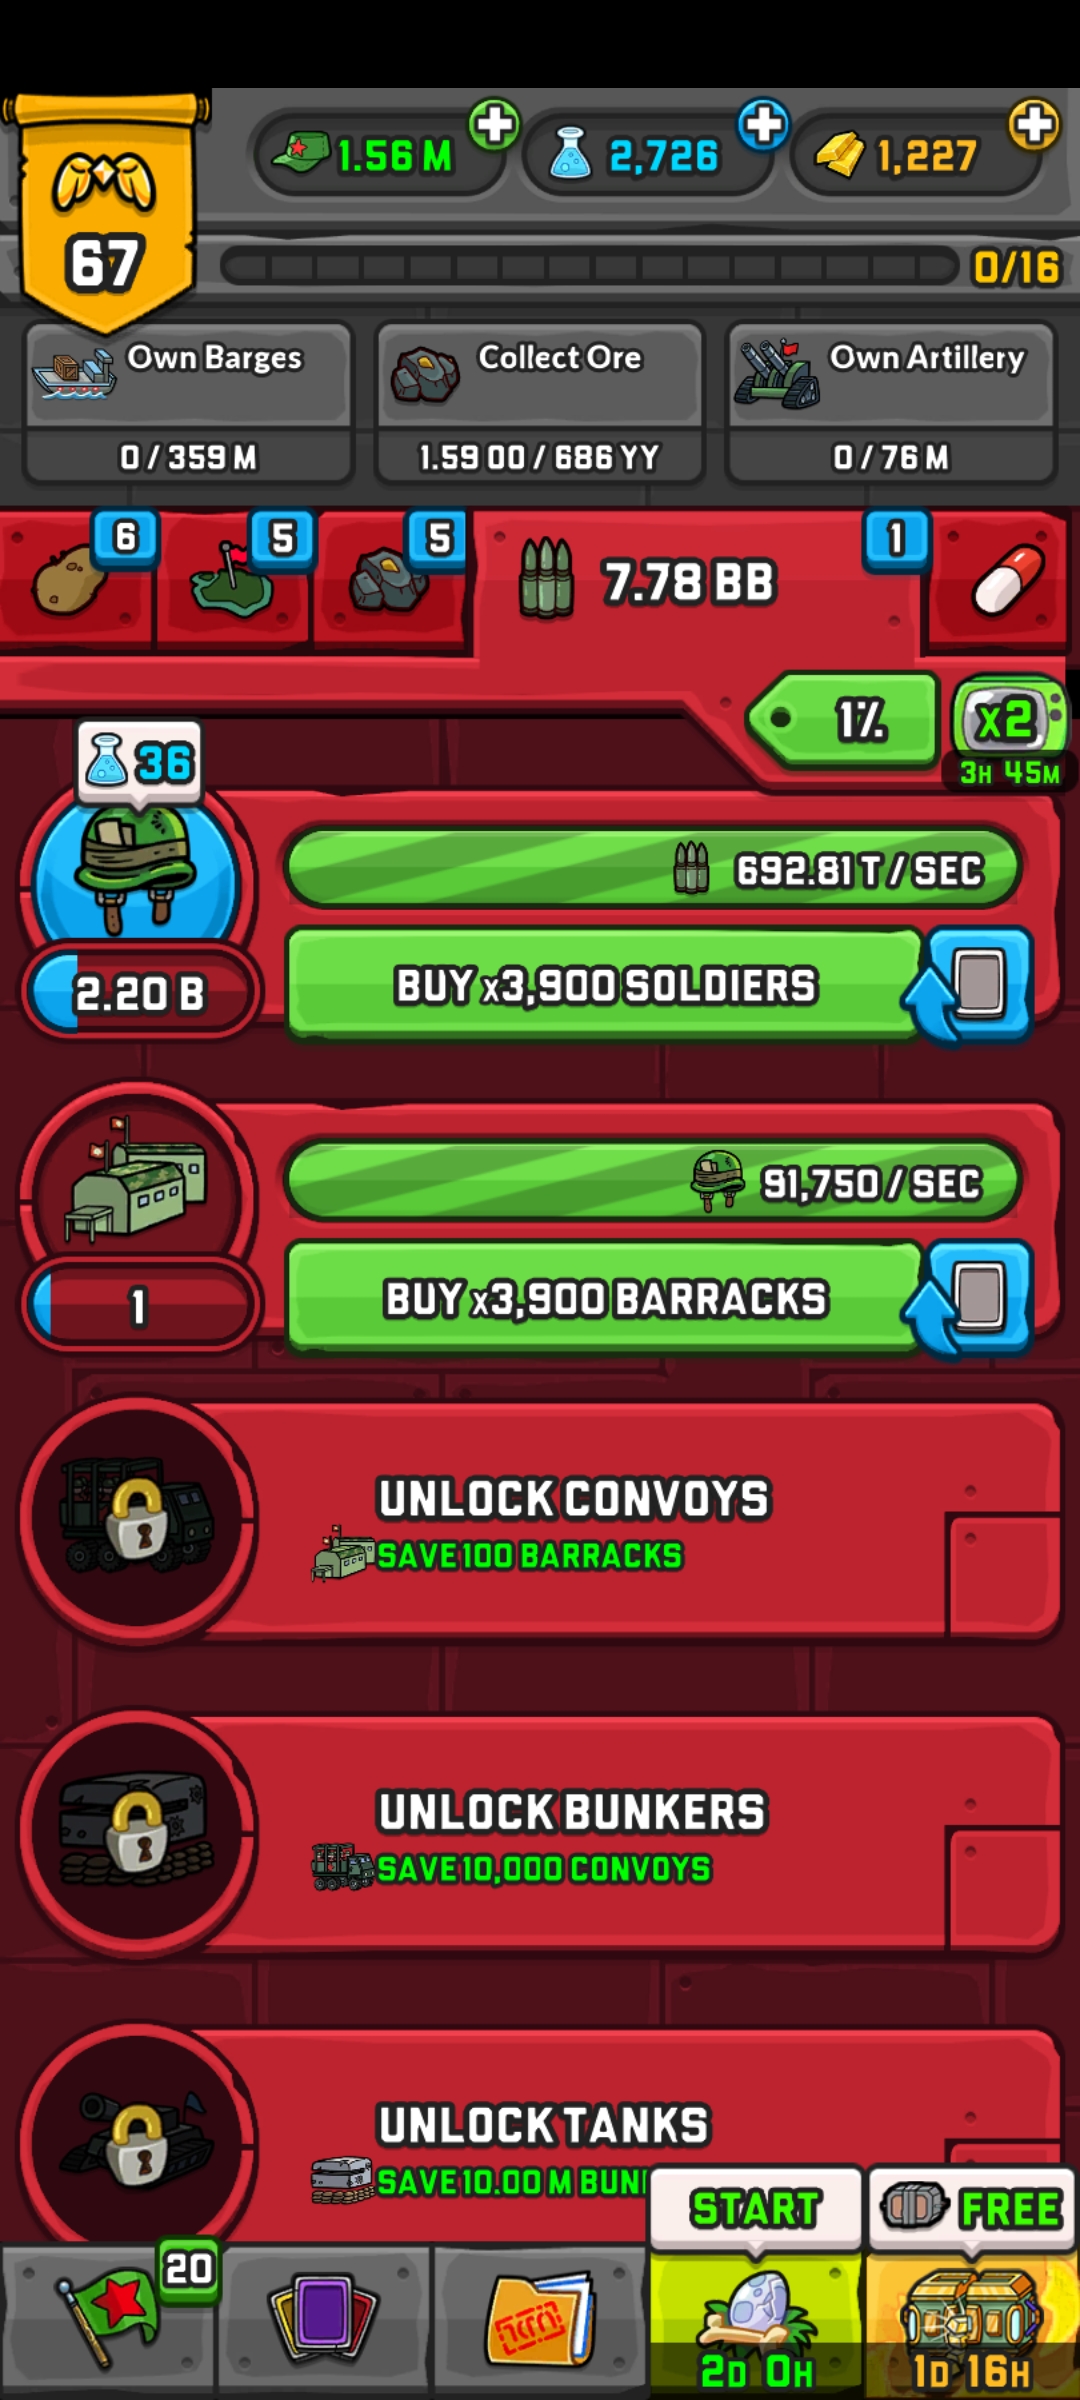 1.56 M
2,726
1,227
67
0/16
Own Barges
0 / 359 M
Collect Ore
1.59 OO / 686 YY
Own Artillery
0 / 76 M
6
5
5
7.78 BB
1
1%
x2
3H 45M
36
692.81 T / SEC
2.20 B
BUY x3,900 SOLDIERS
91,750 / SEC
1
BUY x3,900 BARRACKS
UNLOCK CONVOYS
SAVE 100 BARRACKS
UNLOCK BUNKERS
SAVE 10,000 CONVOYS
UNLOCK TANKS
SAVE 10.00 M BUN
START
FREE
20
2D 0H
1D 16H